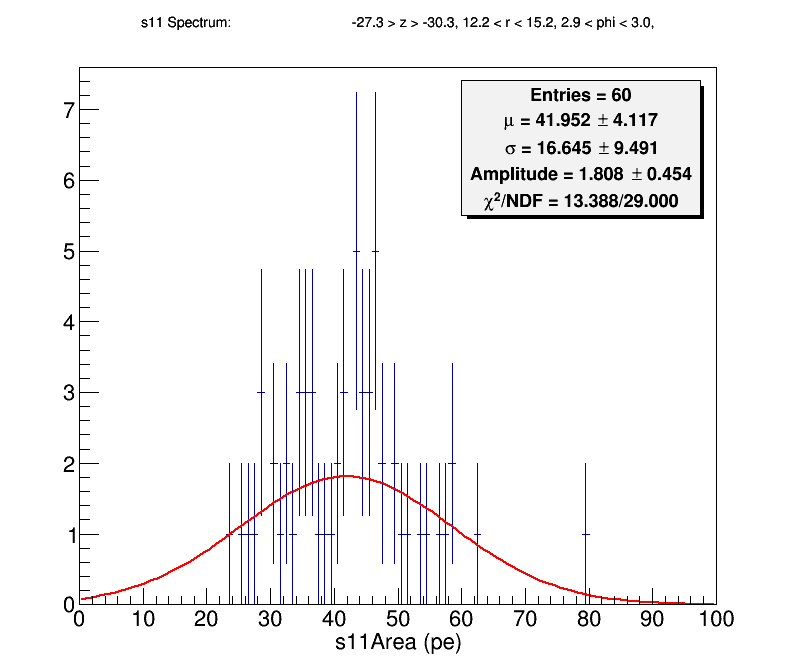 s11 Spectrum: -27.3 > z > -30.3, 12.2 < r < 15.2, 2.9 < phi < 3.0,
Entries = 60
μ = 41.952 ± 4.117
σ = 16.645 ± 9.491
Amplitude = 1.808 ± 0.454
χ²/NDF = 13.388/29.000
7
6
5
4
3
2
1
0
0 10 20 30 40 50 60 70 80 90 100
s11Area (pe)